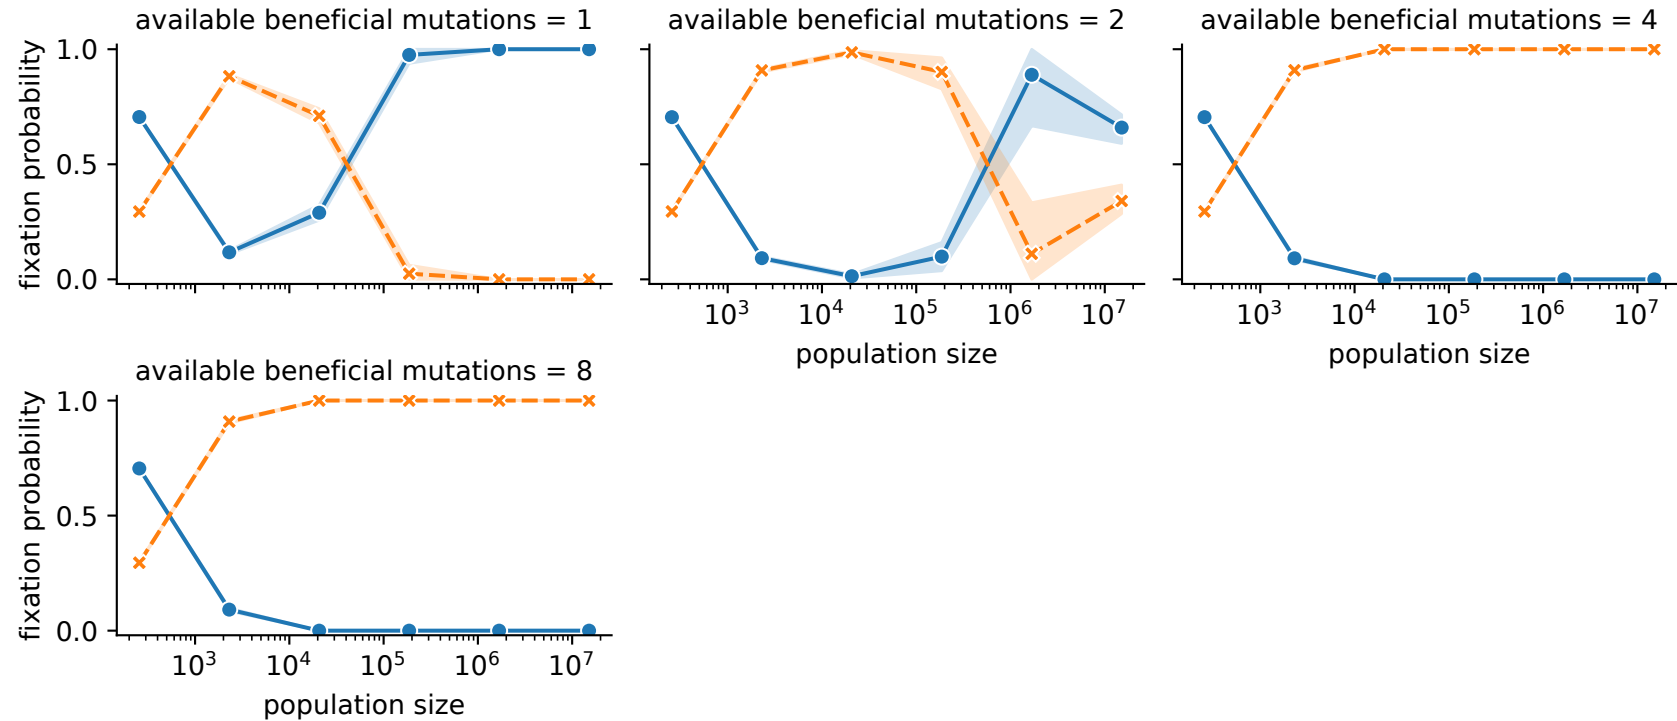 available beneficial mutations = 1
available beneficial mutations = 2
available beneficial mutations = 4
fixation probability
1.0
0.5
0.0
10³ 10⁴ 10⁵ 10⁶ 10⁷
population size
10³ 10⁴ 10⁵ 10⁶ 10⁷
population size
available beneficial mutations = 8
fixation probability
1.0
0.5
0.0
10³ 10⁴ 10⁵ 10⁶ 10⁷
population size